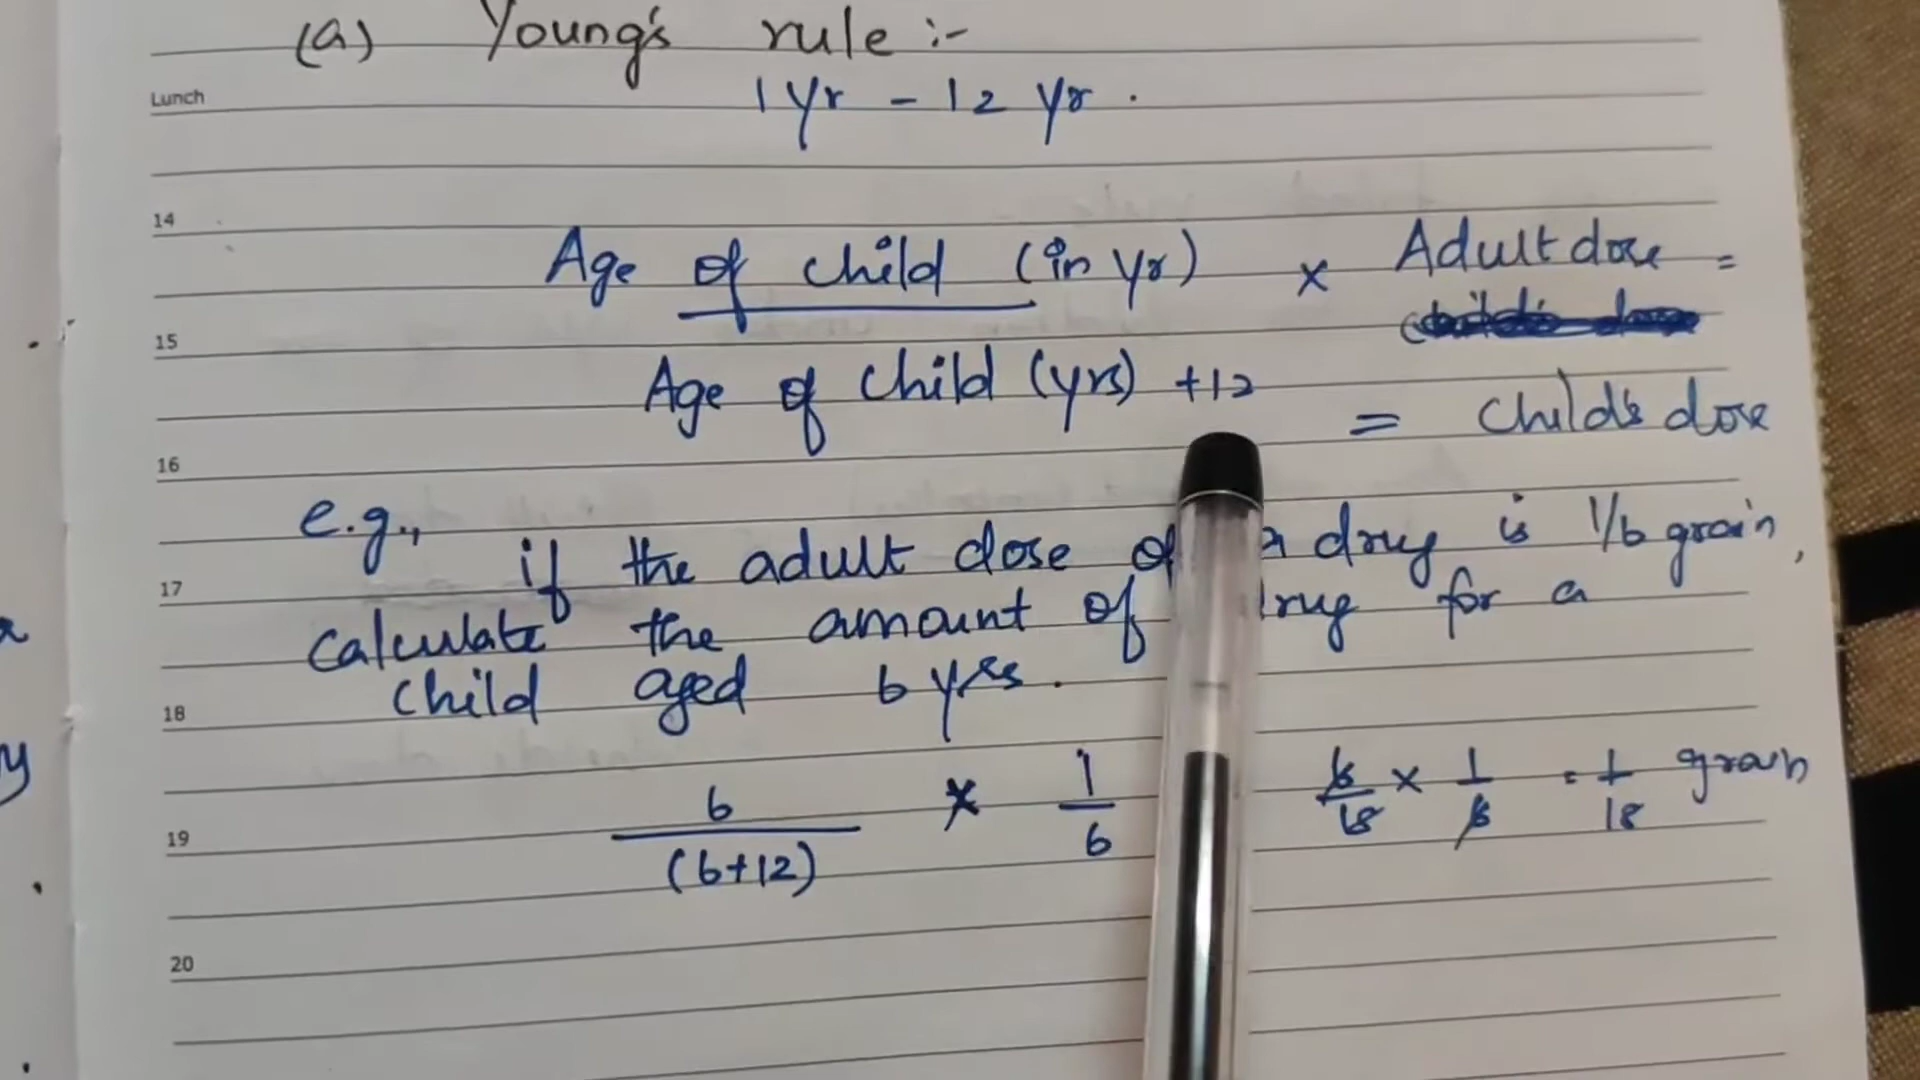 (a) Young's rule :-
Lunch
1 yr - 12 yr .
14
Age of child (in yr) × Adult dose =
15
Age of child (yrs) +12
= Child's dose
16
e.g.,
if the adult dose of a drug is 1/6 grain,
17
calculate the amount of drug for a
child aged 6 yrs .
18
6 / (6+12) × 1/6
6/18 × 1/6 = 1/18 grain
19
20
y